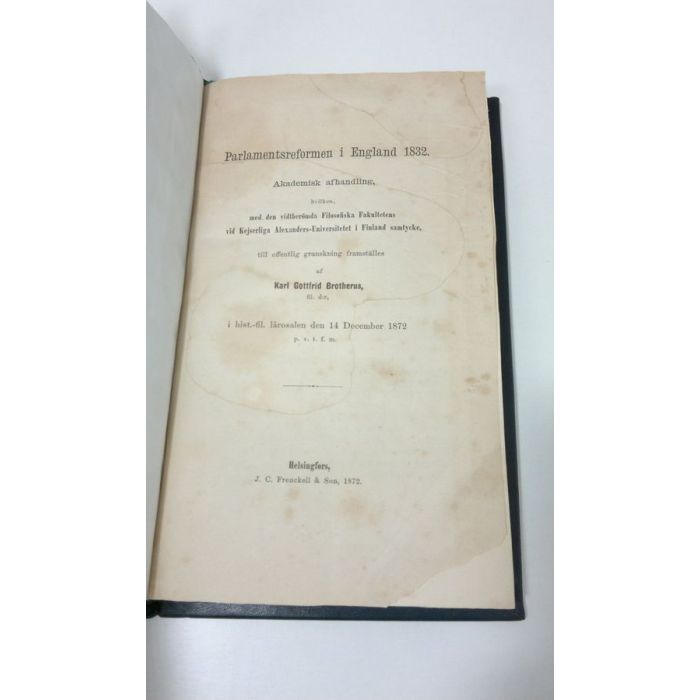 Parlamentsreformen i England 1832.
Akademisk afhandling,
hvilken,
med den vidtberömda Filosofiska Fakultetens
vid Kejserliga Alexanders-Universitetet i Finland samtycke,
till offentlig granskning framställes
af
Karl Gottfrid Brotherus,
fil. d:r,
i hist.-fil. lärosalen den 14 December 1872
p. v. t. f. m.
Helsingfors,
J. C. Frenckell & Son, 1872.